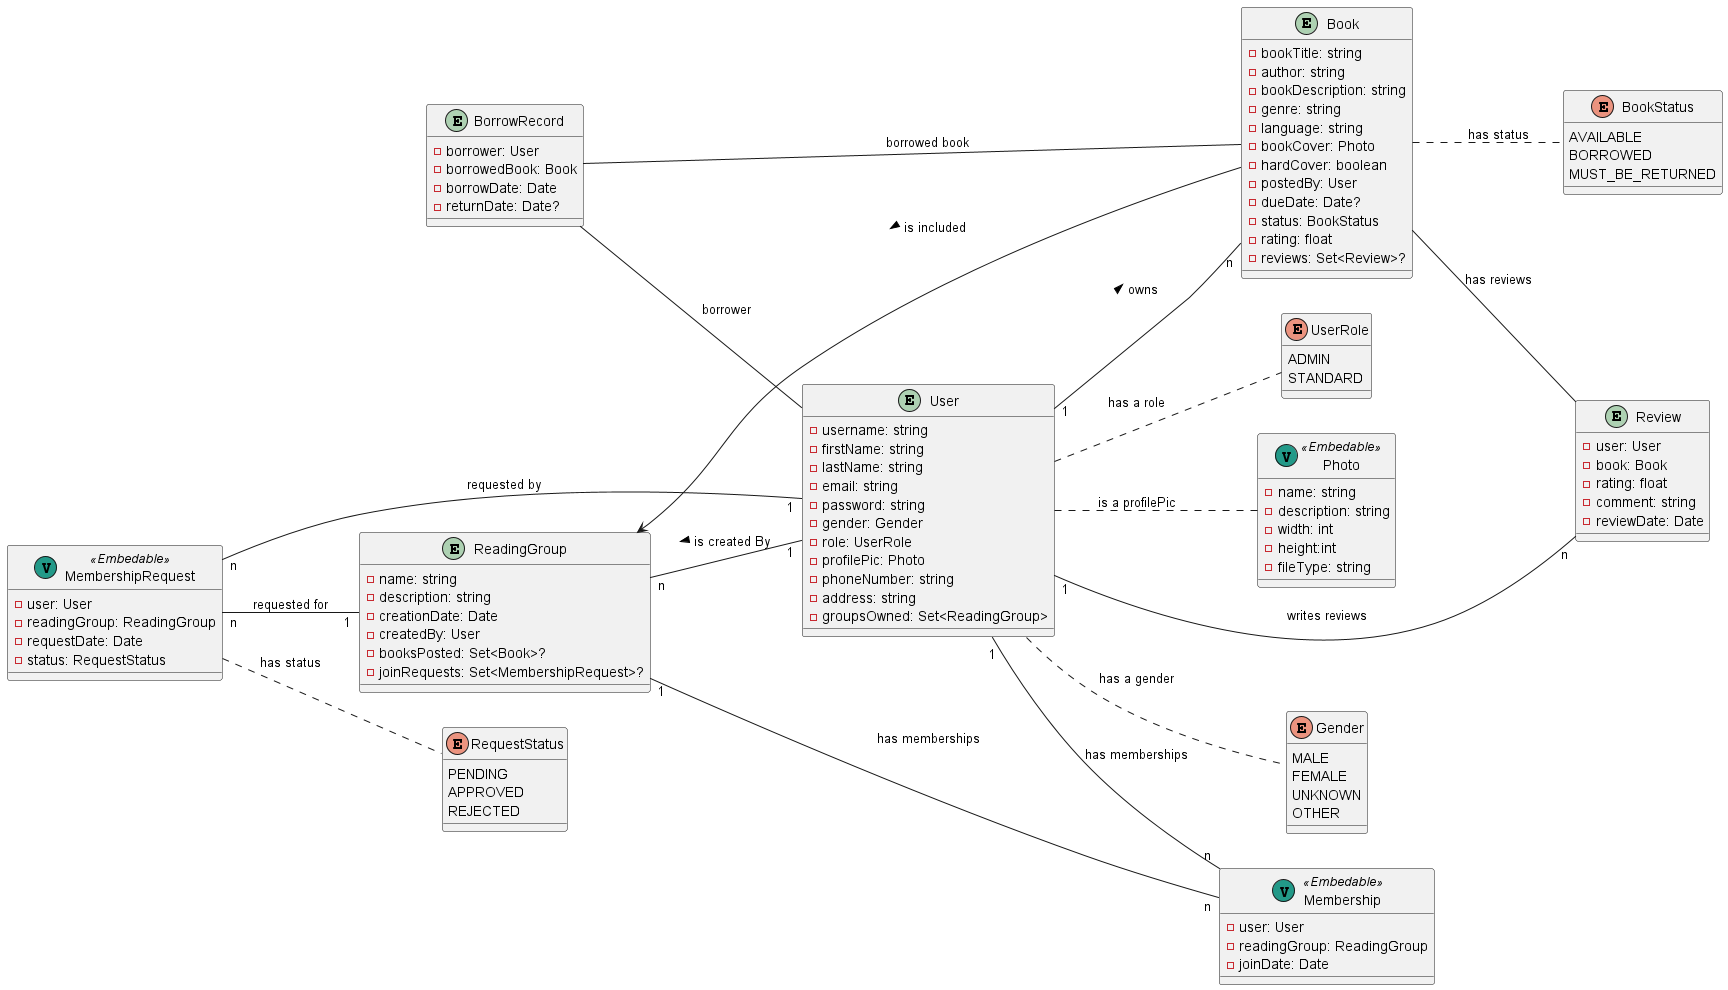 E Book
bookTitle: string
author: string
bookDescription: string
genre: string
language: string
bookCover: Photo
hardCover: boolean
postedBy: User
dueDate: Date?
status: BookStatus
rating: float
reviews: Set<Review>?
E BookStatus
AVAILABLE
BORROWED
MUST_BE_RETURNED
has status
E BorrowRecord
borrower: User
borrowedBook: Book
borrowDate: Date
returnDate: Date?
borrowed book
is included
n
owns
has reviews
borrower
E UserRole
ADMIN
STANDARD
E User
username: string
firstName: string
lastName: string
email: string
password: string
gender: Gender
role: UserRole
profilePic: Photo
phoneNumber: string
address: string
groupsOwned: Set<ReadingGroup>
1
has a role
E Review
user: User
book: Book
rating: float
comment: string
reviewDate: Date
V «Embedable»
Photo
name: string
description: string
width: int
height:int
fileType: string
is a profilePic
requested by
1
n
is created By
1
n
1
n
writes reviews
V «Embedable»
MembershipRequest
user: User
readingGroup: ReadingGroup
requestDate: Date
status: RequestStatus
E ReadingGroup
name: string
description: string
creationDate: Date
createdBy: User
booksPosted: Set<Book>?
joinRequests: Set<MembershipRequest>?
requested for
n
1
has status
1
1
has a gender
E RequestStatus
PENDING
APPROVED
REJECTED
E Gender
MALE
FEMALE
UNKNOWN
OTHER
has memberships
has memberships
n
n
V «Embedable»
Membership
user: User
readingGroup: ReadingGroup
joinDate: Date